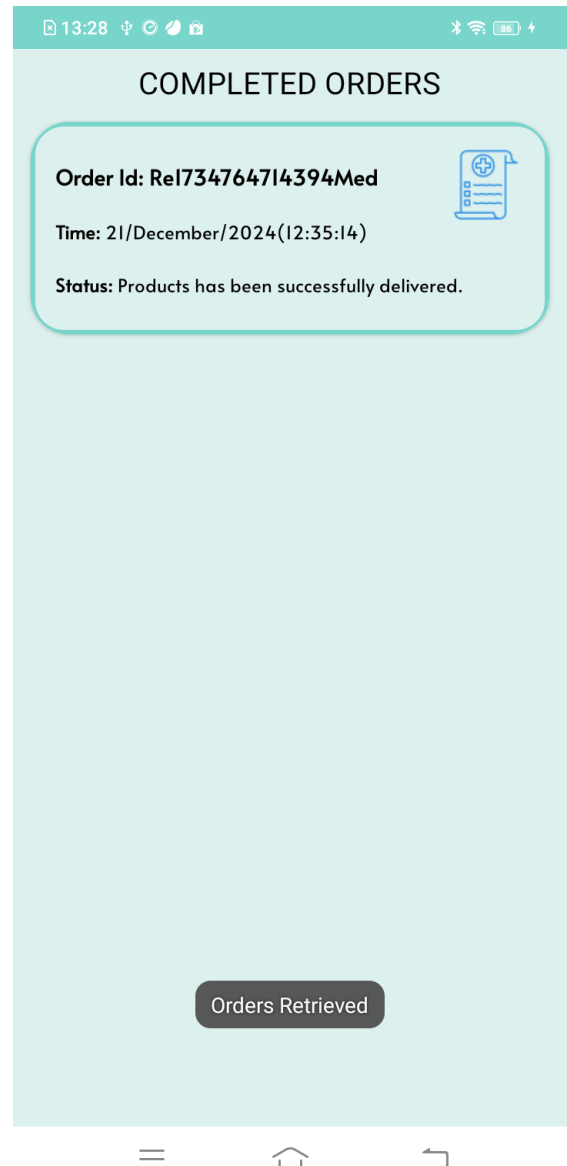 13:28
86
COMPLETED ORDERS
Order Id: Re1734764714394Med
Time: 21/December/2024(12:35:14)
Status: Products has been successfully delivered.
Orders Retrieved